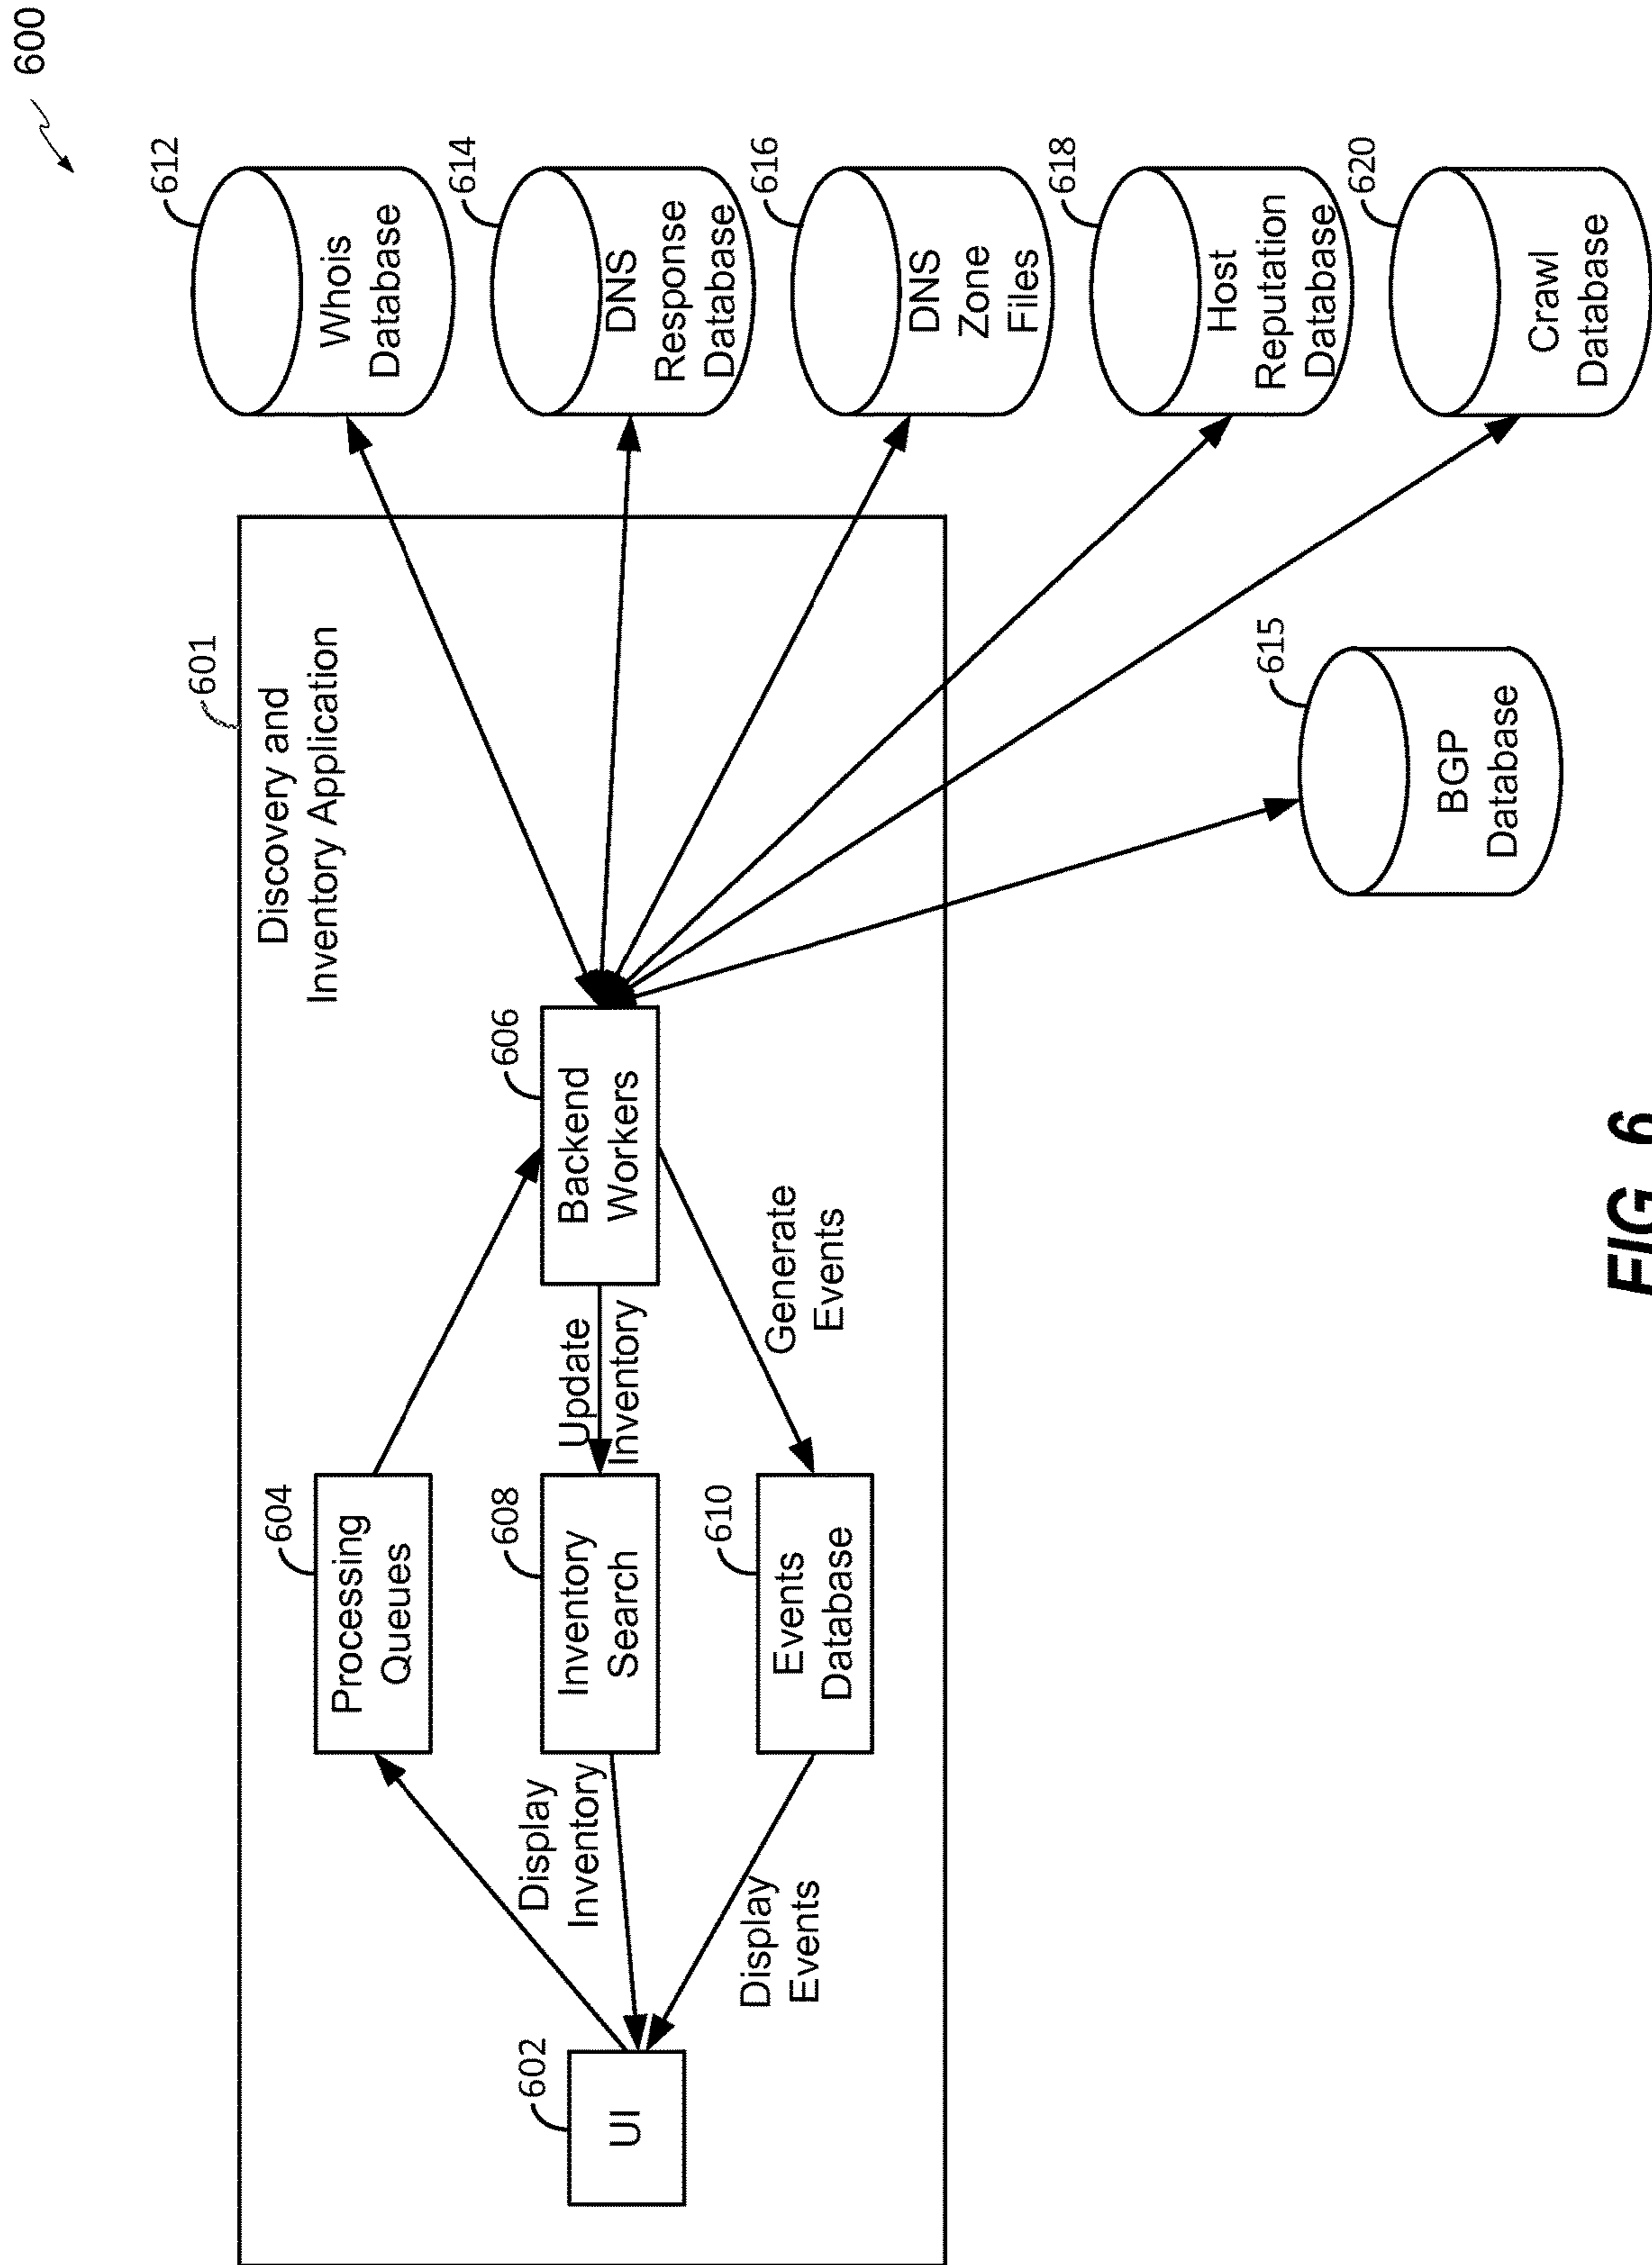 600
601
Discovery and
Inventory Application
602
UI
604
Processing
Queues
Display
Inventory
608
Inventory
Search
Display
Events
610
Events
Database
Update
Inventory
Generate
Events
606
Backend
Workers
612
Whois
Database
614
DNS
Response
Database
616
DNS
Zone
Files
618
Host
Reputation
Database
620
Crawl
Database
615
BGP
Database
FIG. 6